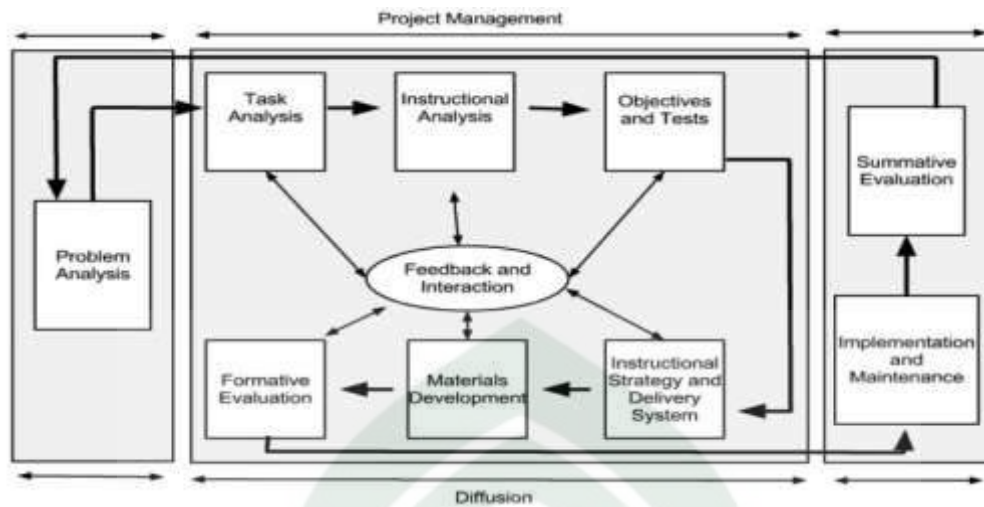 Project Management
Task
Analysis
Instructional
Analysis
Objectives
and Tests
Summative
Evaluation
Problem
Analysis
Feedback and
Interaction
Formative
Evaluation
Materials
Development
Instructional
Strategy and
Delivery
System
Implementation
and
Maintenance
Diffusion